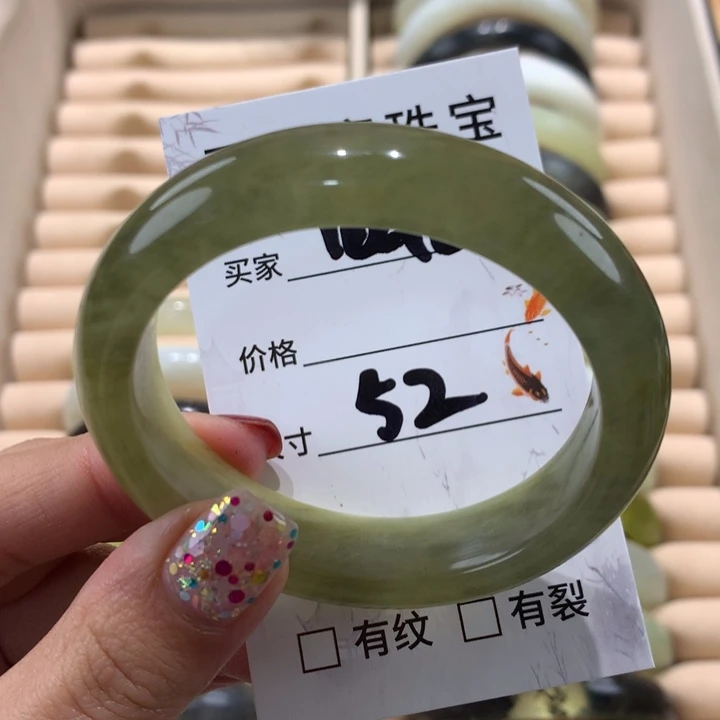 珠宝
买家
价格
寸 52
□ 有纹 □ 有裂